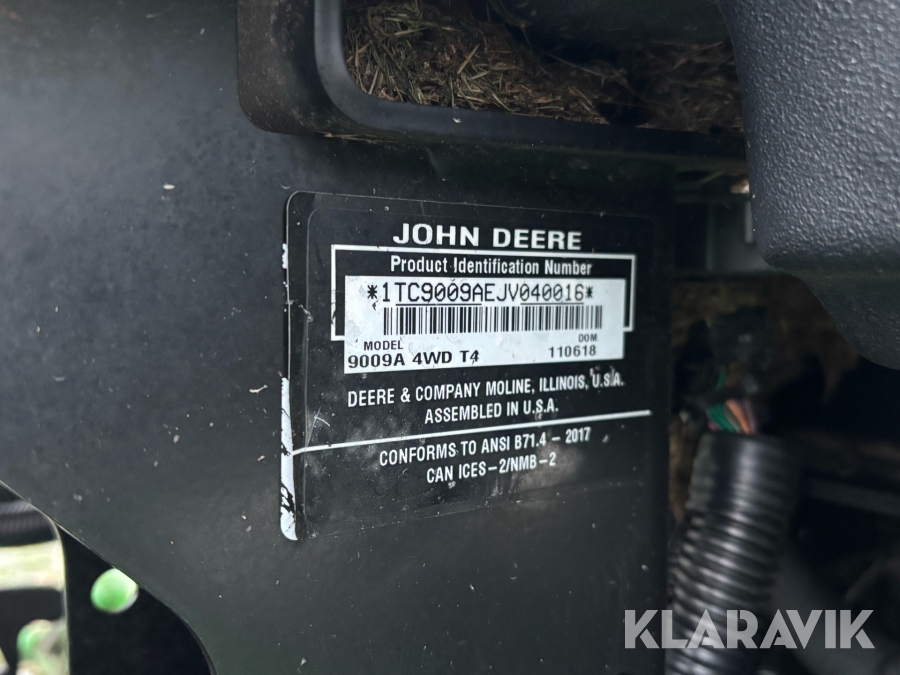 JOHN DEERE
Product Identification Number
*1TC9009AEJV040016*
MODEL DOM
9009A 4WD T4 110618
DEERE & COMPANY MOLINE, ILLINOIS, U.S.A.
ASSEMBLED IN U.S.A.
CONFORMS TO ANSI B71.4 – 2017
CAN ICES–2/NMB–2
KLARAVIK